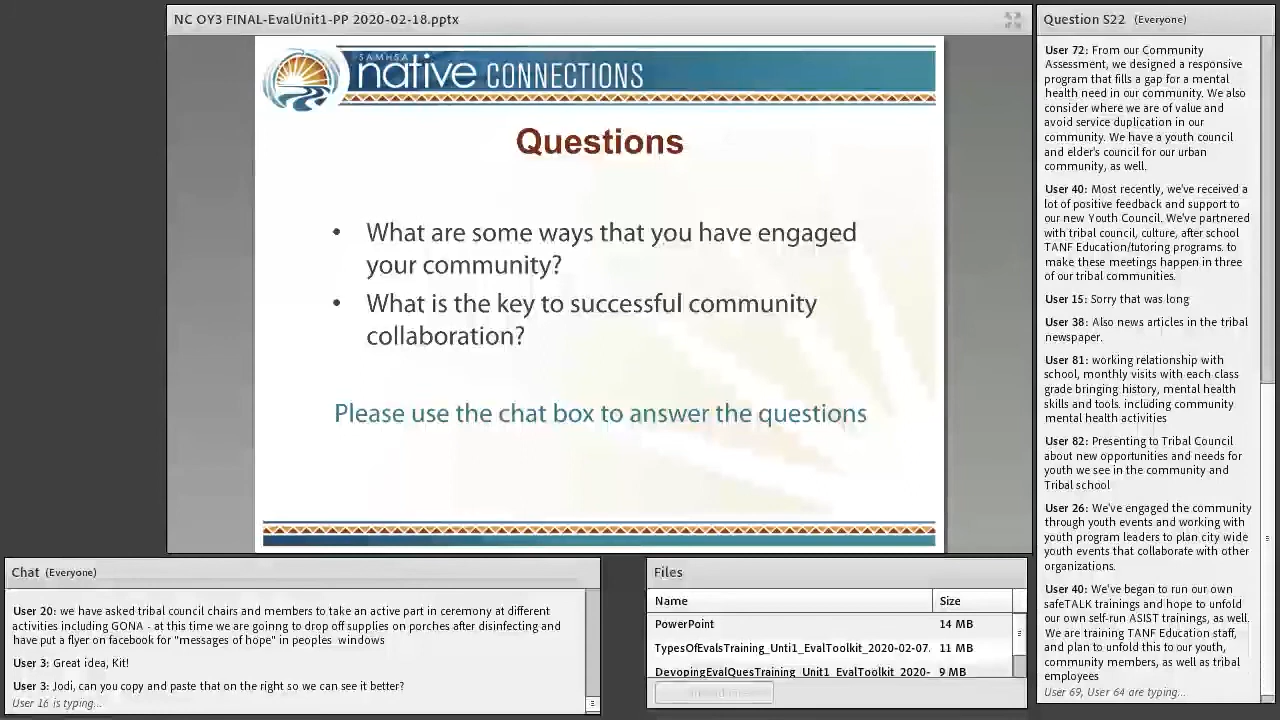 NC OY3 FINAL-EvalUnit1-PP 2020-02-18.pptx
SAMHSA
native CONNECTIONS
Questions
• What are some ways that you have engaged
your community?
• What is the key to successful community
collaboration?
Please use the chat box to answer the questions
Question S22 (Everyone)
User 72: From our Community
Assessment, we designed a responsive
program that fills a gap for a mental
health need in our community. We also
consider where we are of value and
avoid service duplication in our
community. We have a youth council
and elder's council for our urban
community, as well.
User 40: Most recently, we've received a
lot of positive feedback and support to
our new Youth Council. We've partnered
with tribal council, culture, after school
TANF Education/tutoring programs. to
make these meetings happen in three
of our tribal communities.
User 15: Sorry that was long
User 38: Also news articles in the tribal
newspaper.
User 81: working relationship with
school, monthly visits with each class
grade bringing history, mental health
skills and tools. including community
mental health activities
User 82: Presenting to Tribal Council
about new opportunities and needs for
youth we see in the community and
Tribal school
User 26: We've engaged the community
through youth events and working with
youth program leaders to plan city wide
youth events that collaborate with other
organizations.
User 40: We've began to run our own
safeTALK trainings and hope to unfold
our own self-run ASIST trainings, as well.
We are training TANF Education staff,
and plan to unfold this to our youth,
community members, as well as tribal
employees
User 69, User 64 are typing...
Chat (Everyone)
User 20: we have asked tribal council chairs and members to take an active part in ceremony at different
activities including GONA - at this time we are gonejng to drop off supplies on porches after disinfecting and
have put a flyer on facebook for "messages of hope" in peoples windows
User 3: Great idea, Kit!
User 3: Jodi, can you copy and paste that on the right so we can see it better?
User 16 is typing...
Files
Name Size
PowerPoint 14 MB
TypesOfEvalsTraining_Unti1_EvalToolkit_2020-02-07. 11 MB
DevopingEvalQuesTraining_Unit1_EvalToolkit_2020- 9 MB